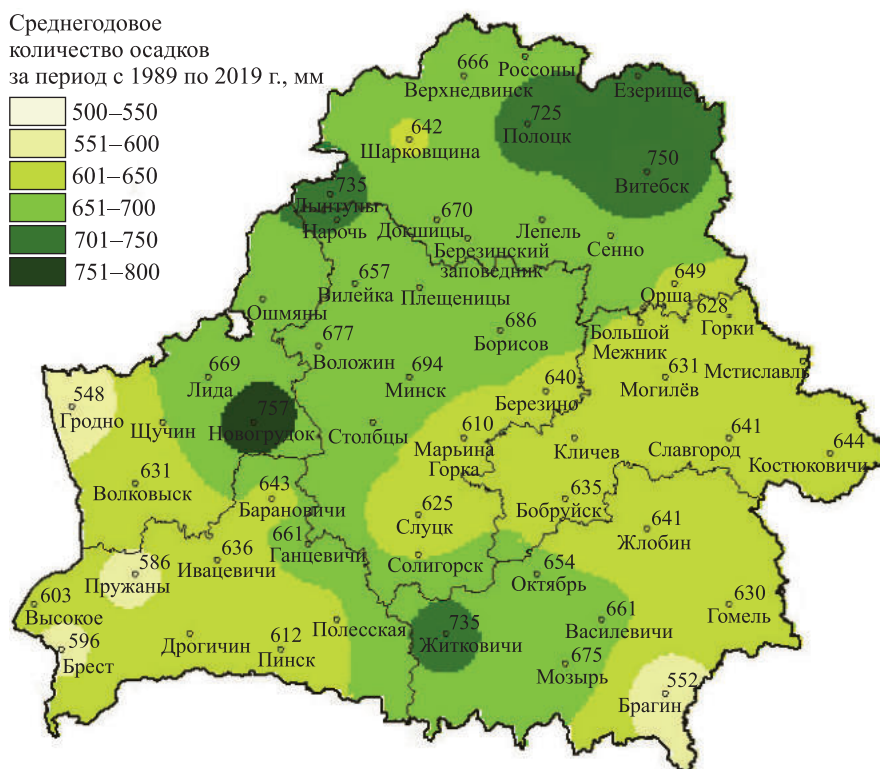 Среднегодовое
количество осадков
за период с 1989 по 2019 г., мм
500–550
551–600
601–650
651–700
701–750
751–800
Россоны
666
Верхнедвинск
Езерище
725
Полоцк
642
Шарковщина
750
Витебск
735
Лынтупы
Нарочь
670
Докшицы
Березинский
заповедник
Лепель
Сенно
657
Вилейка
Плещеницы
649
Орша
628
Горки
Ошмяны
686
Борисов
Большой
Межник
677
Воложин
Мстиславль
669
Лида
694
Минск
640
Березино
631
Могилёв
548
Гродно
Щучин
757
Новогрудок
Столбцы
610
Марьина
Горка
Кличев
641
Славгород
644
Костюковичи
631
Волковыск
643
Барановичи
625
Слуцк
635
Бобруйск
641
Жлобин
661
Ганцевичи
636
Ивацевичи
Солигорск
654
Октябрь
586
Пружаны
603
Высокое
630
Гомель
596
Брест
Дрогичин
612
Пинск
Полесская
735
Житковичи
661
Василевичи
675
Мозырь
552
Брагин